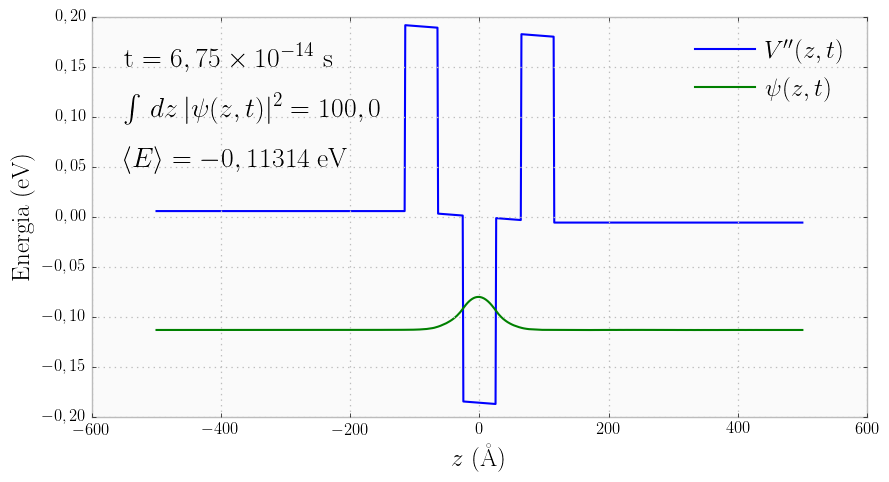 t = 6,75 × 10⁻¹⁴ s
∫ dz |ψ(z,t)|² = 100,0
⟨E⟩ = −0,11314 eV
V′′(z,t)
ψ(z,t)
Energia (eV)
0,20
0,15
0,10
0,05
0,00
−0,05
−0,10
−0,15
−0,20
−600 −400 −200 0 200 400 600
z (Å)